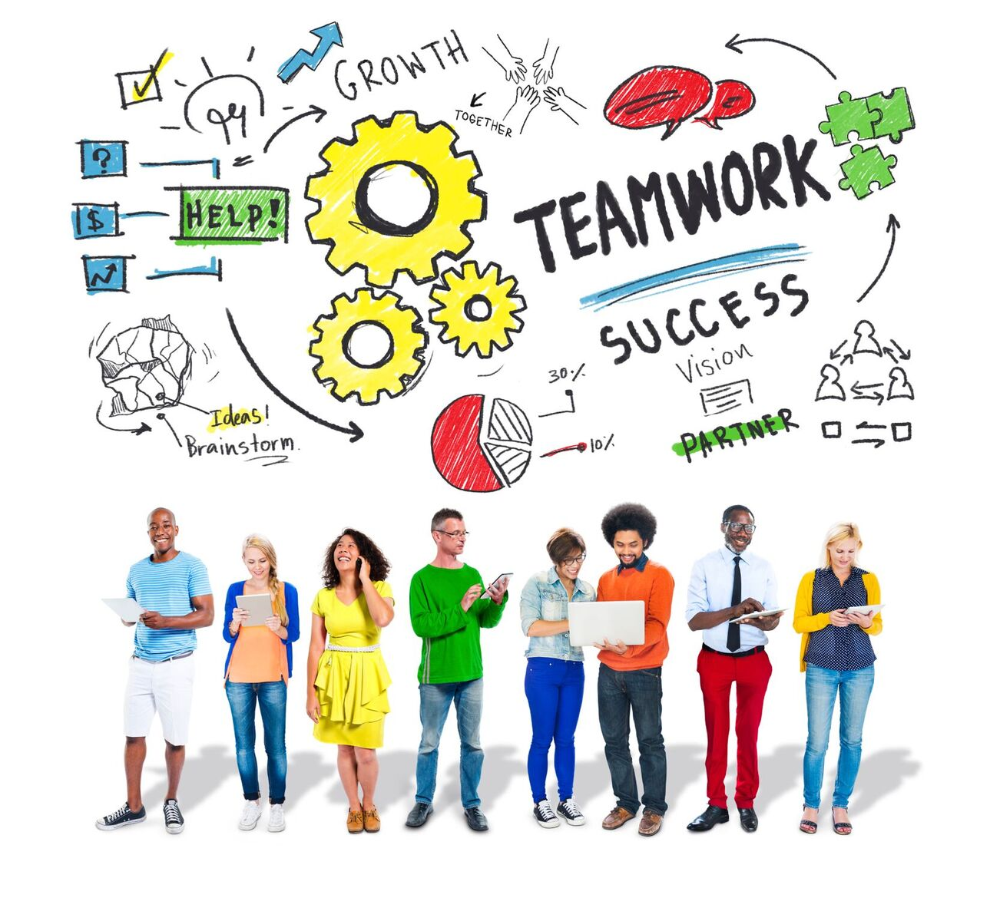 GROWTH
TOGETHER
?
$
HELP!
TEAMWORK
SUCCESS
Vision
PARTNER
30%
10%
Ideas!
Brainstorm.